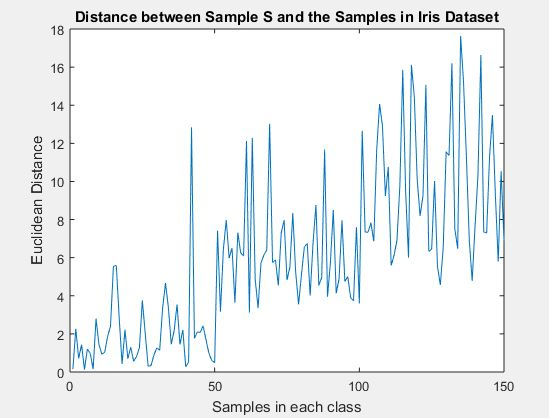 Distance between Sample S and the Samples in Iris Dataset
18
16
14
12
10
8
6
4
2
0
Euclidean Distance
0 50 100 150
Samples in each class